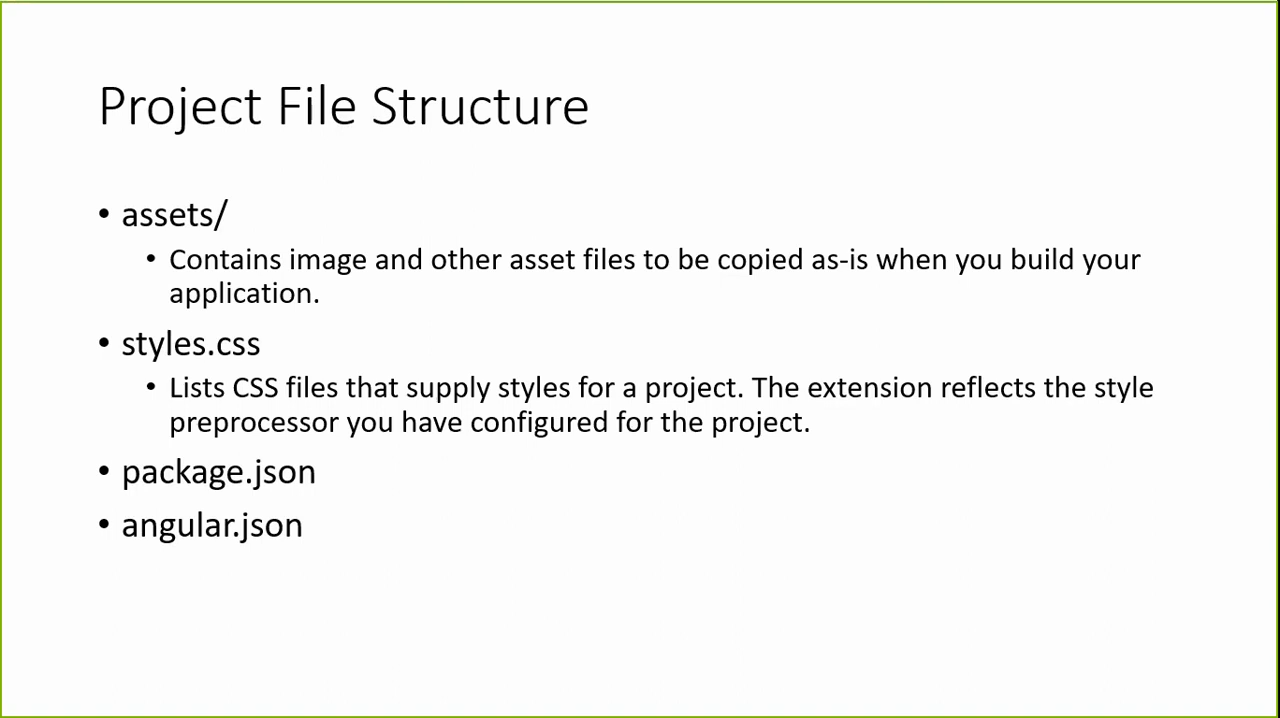 Project File Structure
• assets/
• Contains image and other asset files to be copied as-is when you build your
application.
• styles.css
• Lists CSS files that supply styles for a project. The extension reflects the style
preprocessor you have configured for the project.
• package.json
• angular.json